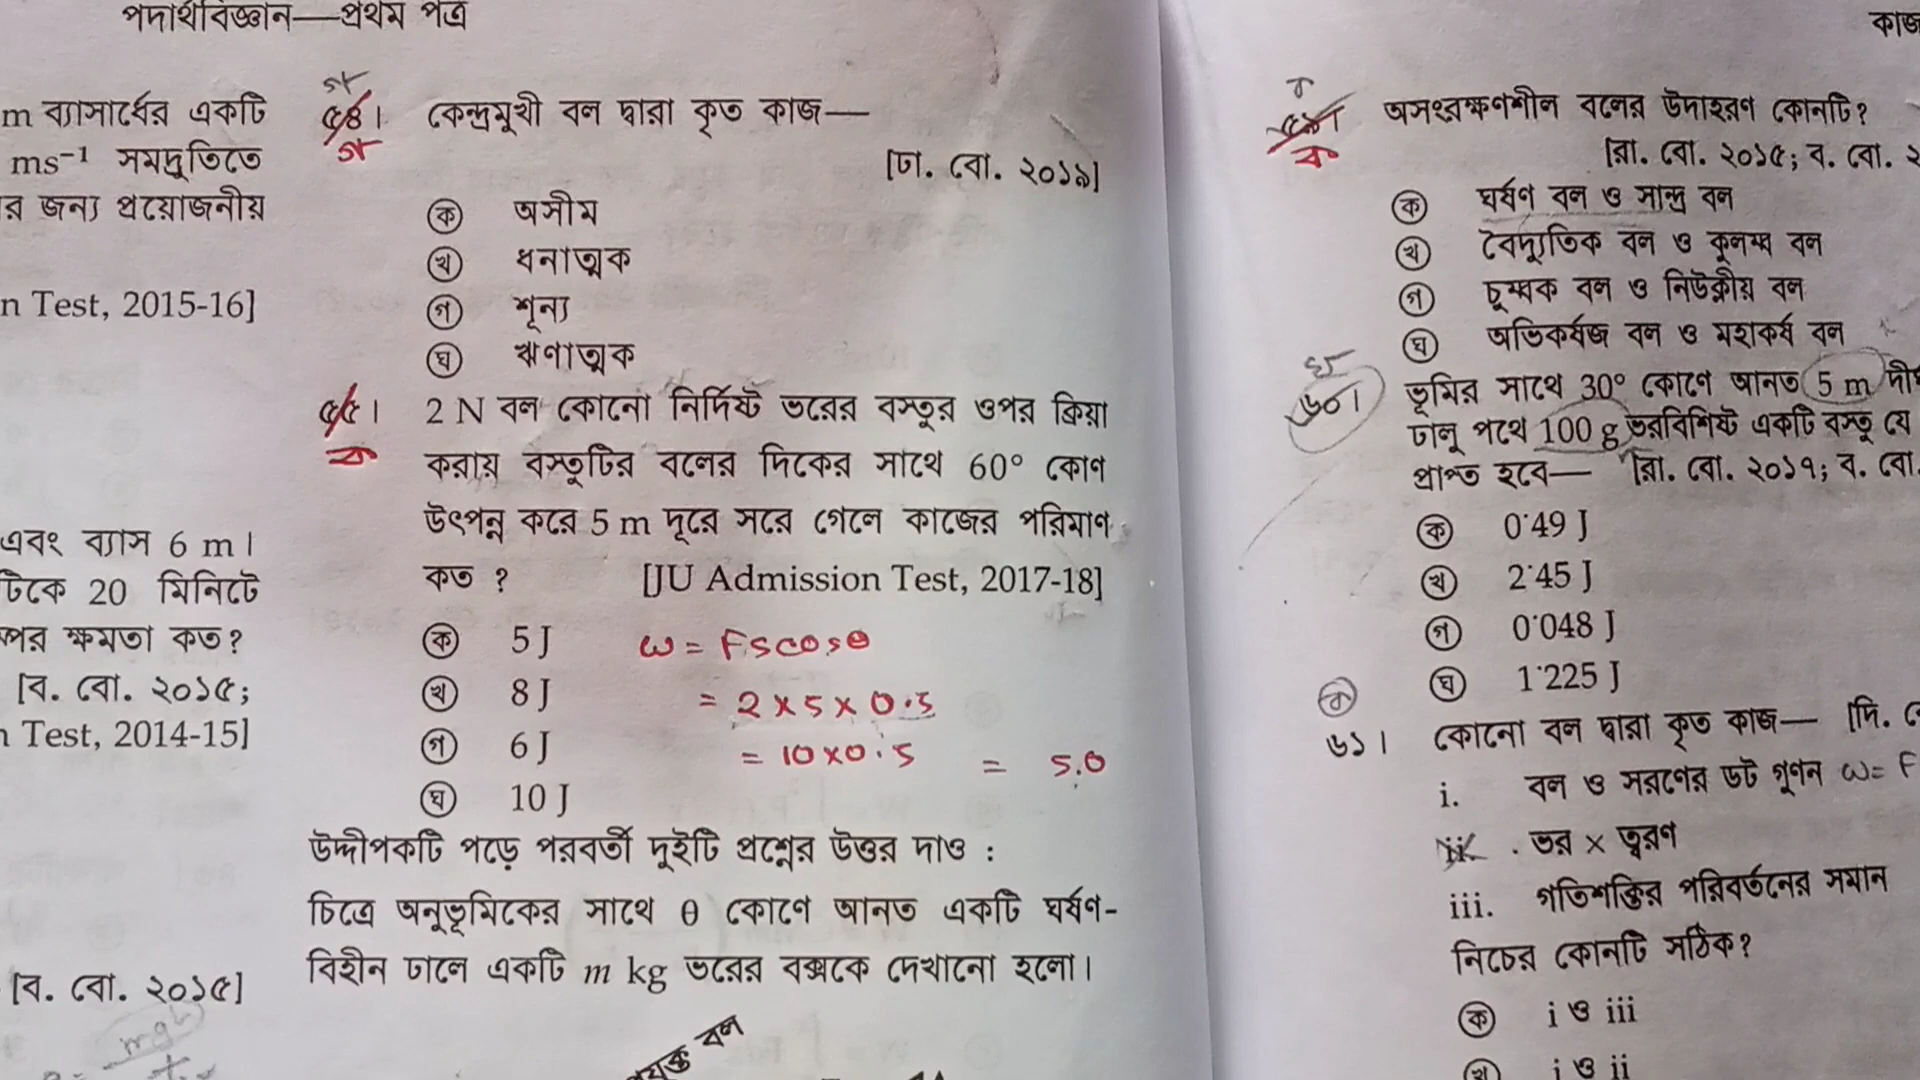 পদার্থবিজ্ঞান—প্রথম পত্র
m ব্যাসার্ধের একটি
ms⁻¹ সমদ্রুতিতে
র জন্য প্রয়োজনীয়
n Test, 2015-16]
এবং ব্যাস 6 m।
টিকে 20 মিনিটে
ক্ষমতা কত?
[ব. বো. ২০১৫;
Test, 2014-15]
[ব. বো. ২০১৫]
গ
৫৪। কেন্দ্রমুখী বল দ্বারা কৃত কাজ—
গ
[ঢা. বো. ২০১৯]
ক অসীম
খ ধনাত্মক
গ শূন্য
ঘ ঋণাত্মক
৫৫। 2 N বল কোনো নির্দিষ্ট ভরের বস্তুর ওপর ক্রিয়া
ক করায় বস্তুটির বলের দিকের সাথে 60° কোণ
উৎপন্ন করে 5 m দূরে সরে গেলে কাজের পরিমাণ
কত ? [JU Admission Test, 2017-18]
ক 5 J ω = Fscosθ
খ 8 J = 2 × 5 × 0.5
গ 6 J = 10 × 0.5 = 5.0
ঘ 10 J
উদ্দীপকটি পড়ে পরবর্তী দুইটি প্রশ্নের উত্তর দাও :
চিত্রে অনুভূমিকের সাথে θ কোণে আনত একটি ঘর্ষণ-
বিহীন ঢালে একটি m kg ভরের বক্সকে দেখানো হলো।
বল
কাজ
ক
৫৯। অসংরক্ষণশীল বলের উদাহরণ কোনটি?
ক [রা. বো. ২০১৫; ব. বো. ২
ক ঘর্ষণ বল ও সান্দ্র বল
খ বৈদ্যুতিক বল ও কুলম্ব বল
গ চুম্বক বল ও নিউক্লীয় বল
ঘ অভিকর্ষজ বল ও মহাকর্ষ বল
ঘ
৬০। ভূমির সাথে 30° কোণে আনত 5 m দীর্ঘ
ঢালু পথে 100 g ভরবিশিষ্ট একটি বস্তু যে
প্রাপ্ত হবে— [রা. বো. ২০১৭; ব. বো.
ক 0·49 J
খ 2·45 J
গ 0·048 J
ঘ 1·225 J
ক
৬১। কোনো বল দ্বারা কৃত কাজ— [দি. বে
i. বল ও সরণের ডট গুণন ω= F
ii. ভর × ত্বরণ
iii. গতিশক্তির পরিবর্তনের সমান
নিচের কোনটি সঠিক?
ক i ও iii
খ i ও ii